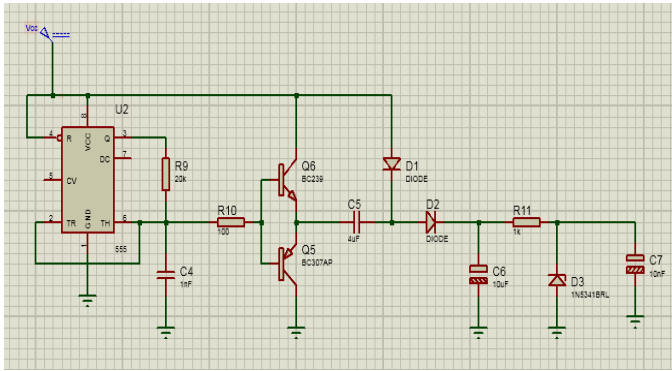 Vcc
U2
8
4
R
VCC
Q
3
DC
7
5
CV
2
TR
GND
TH
6
1
555
R9
20k
R10
100
C4
1nF
Q6
BC239
Q5
BC307AP
C5
4uF
D1
DIODE
D2
DIODE
C6
10uF
R11
1k
D3
1N5341BRL
C7
10nF